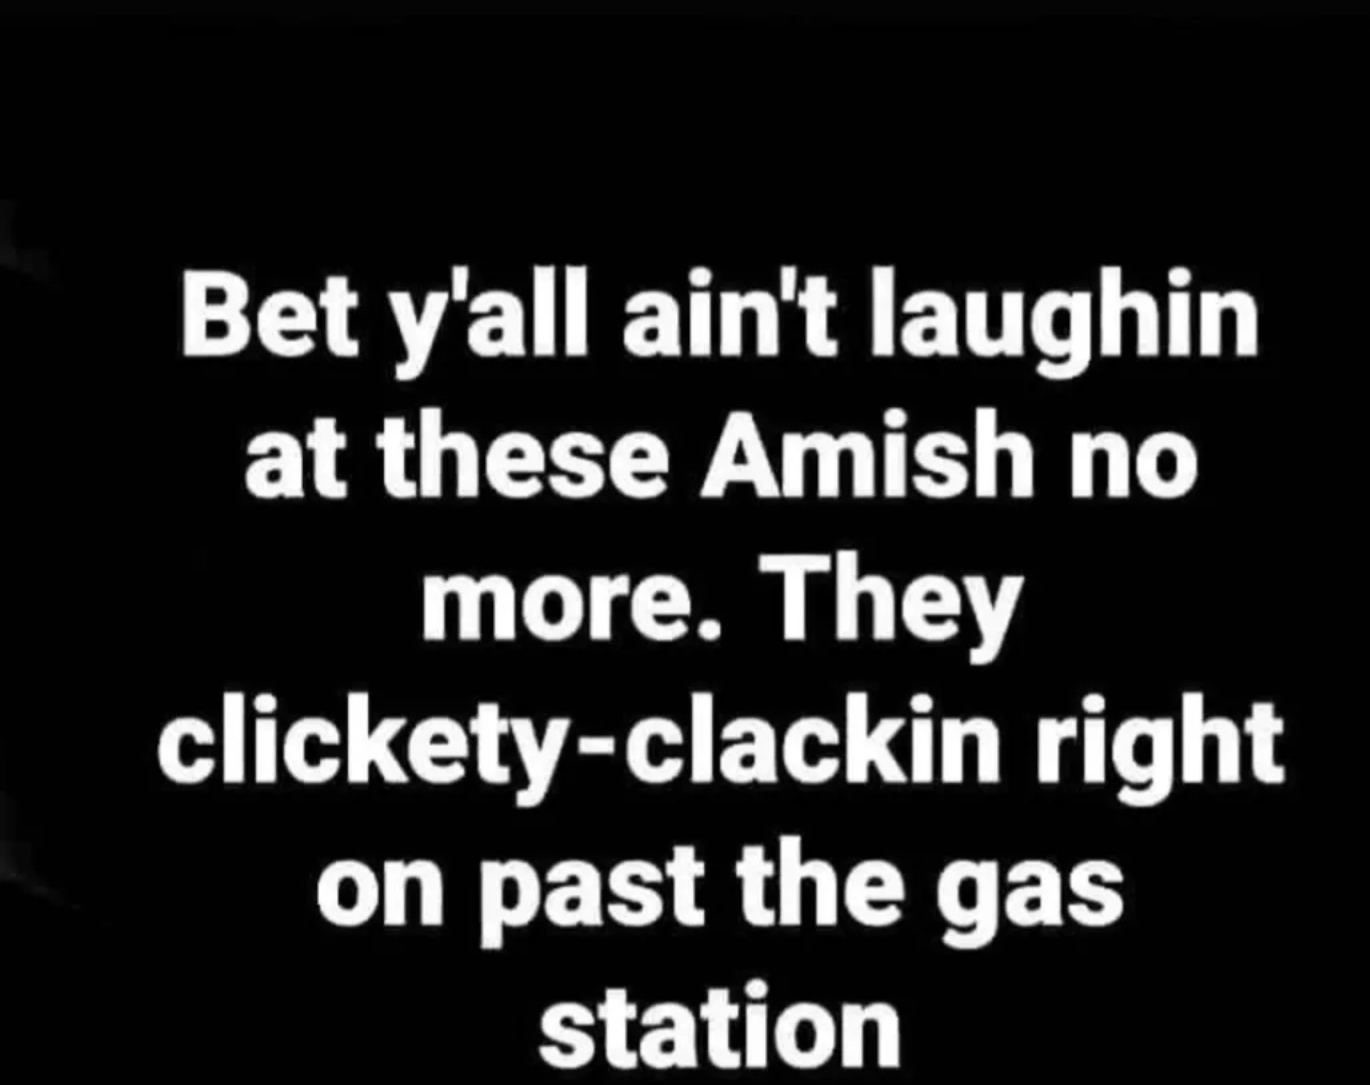 Bet y'all ain't laughin
at these Amish no
more. They
clickety-clackin right
on past the gas
station